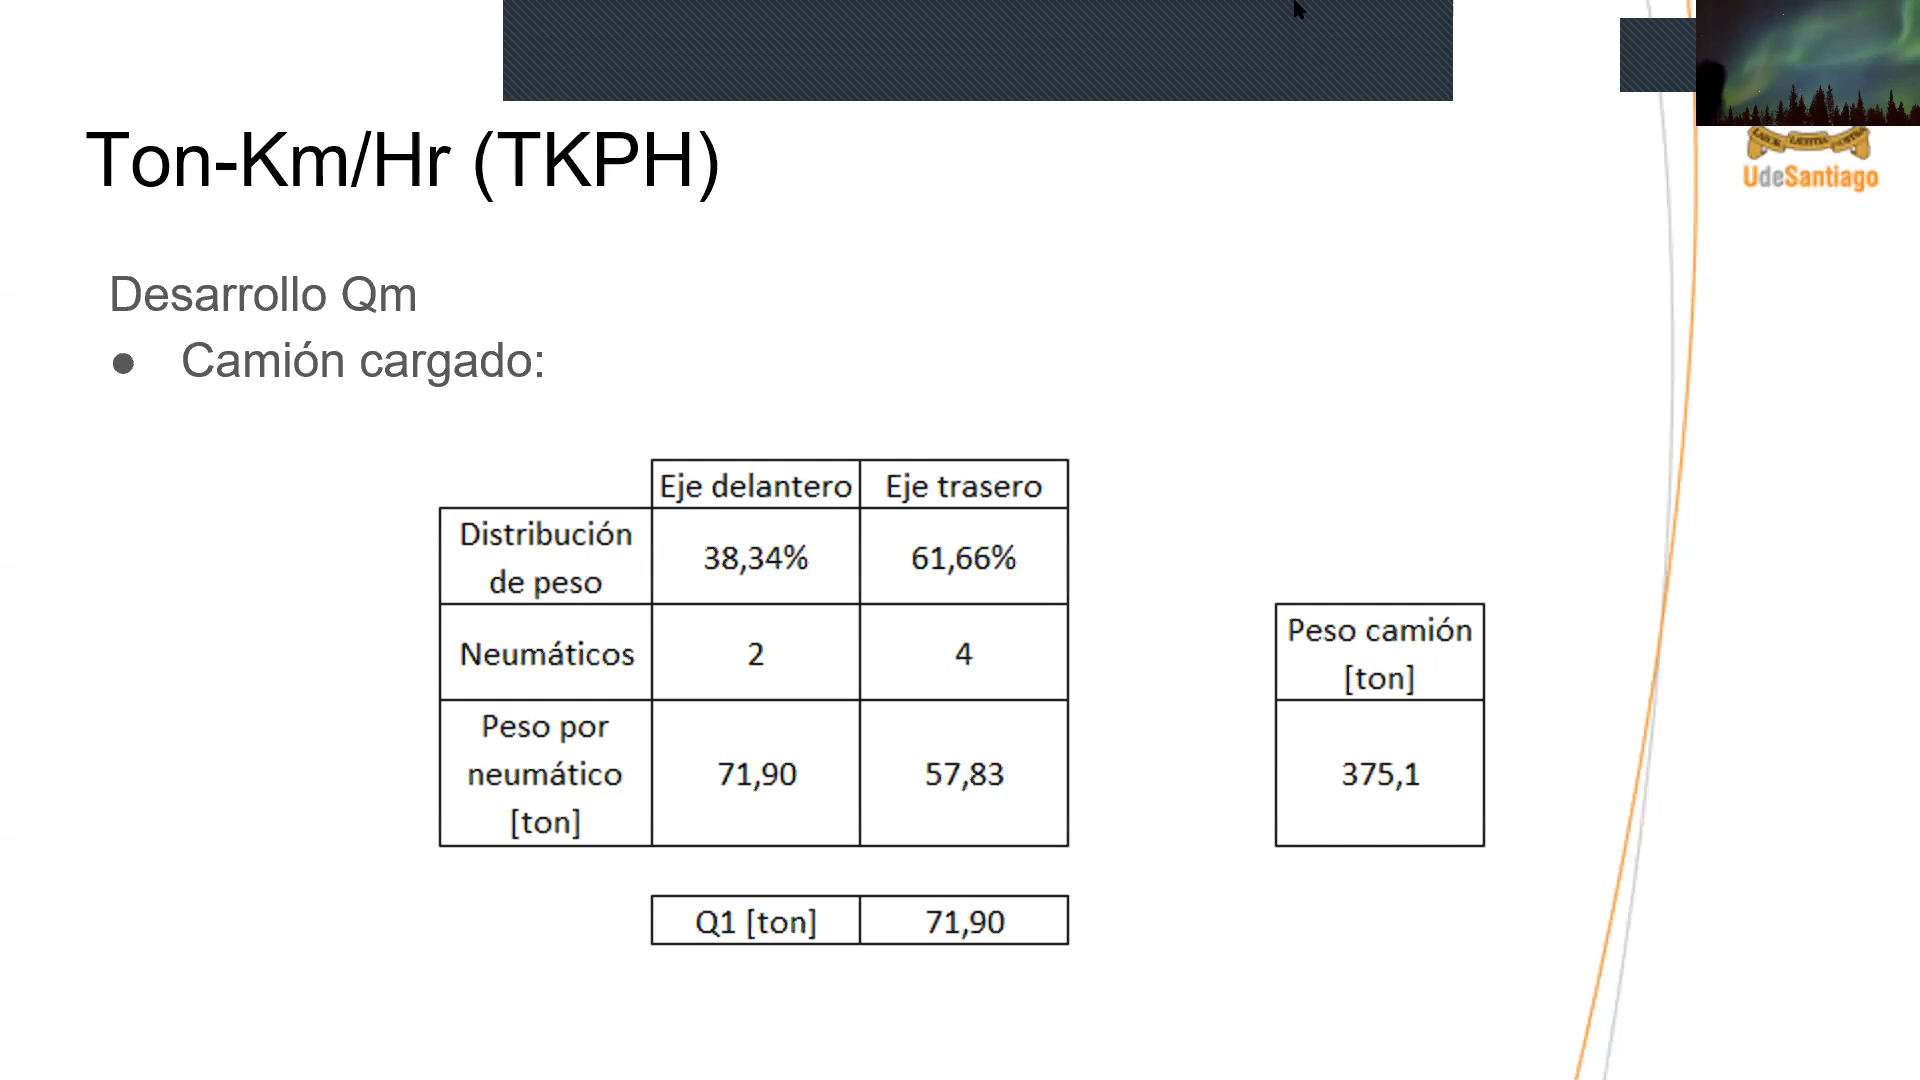 Ton-Km/Hr (TKPH)
UdeSantiago
Desarrollo Qm
● Camión cargado:
Eje delantero Eje trasero
Distribución
de peso
38,34% 61,66%
Neumáticos 2 4
Peso por
neumático
[ton]
71,90 57,83
Peso camión
[ton]
375,1
Q1 [ton] 71,90